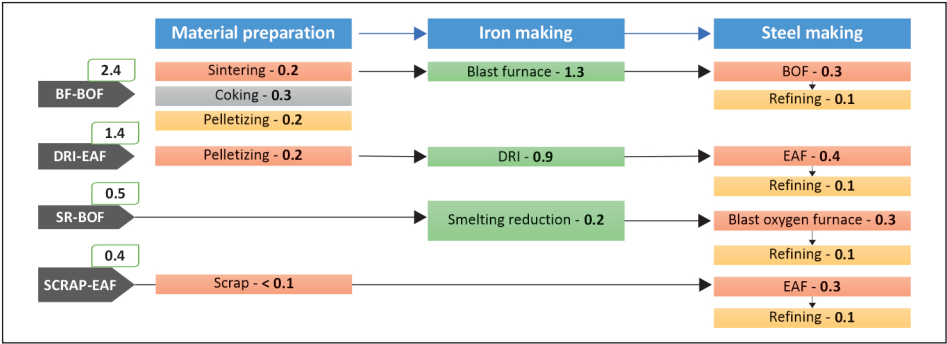 Material preparation
Iron making
Steel making
2.4
BF-BOF
Sintering - 0.2
Blast furnace - 1.3
BOF - 0.3
Coking - 0.3
Refining - 0.1
Pelletizing - 0.2
1.4
DRI-EAF
Pelletizing - 0.2
DRI - 0.9
EAF - 0.4
Refining - 0.1
0.5
SR-BOF
Smelting reduction - 0.2
Blast oxygen furnace - 0.3
Refining - 0.1
0.4
SCRAP-EAF
Scrap - < 0.1
EAF - 0.3
Refining - 0.1